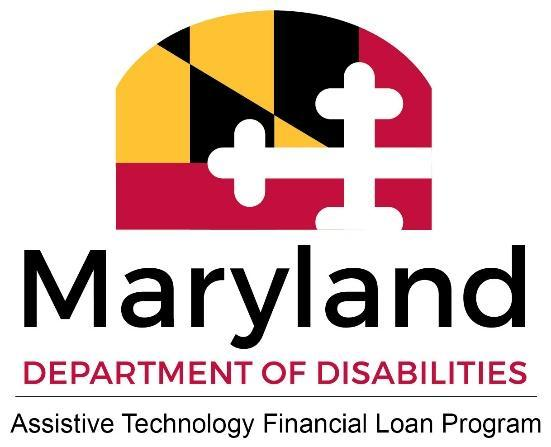 Maryland
DEPARTMENT OF DISABILITIES
Assistive Technology Financial Loan Program